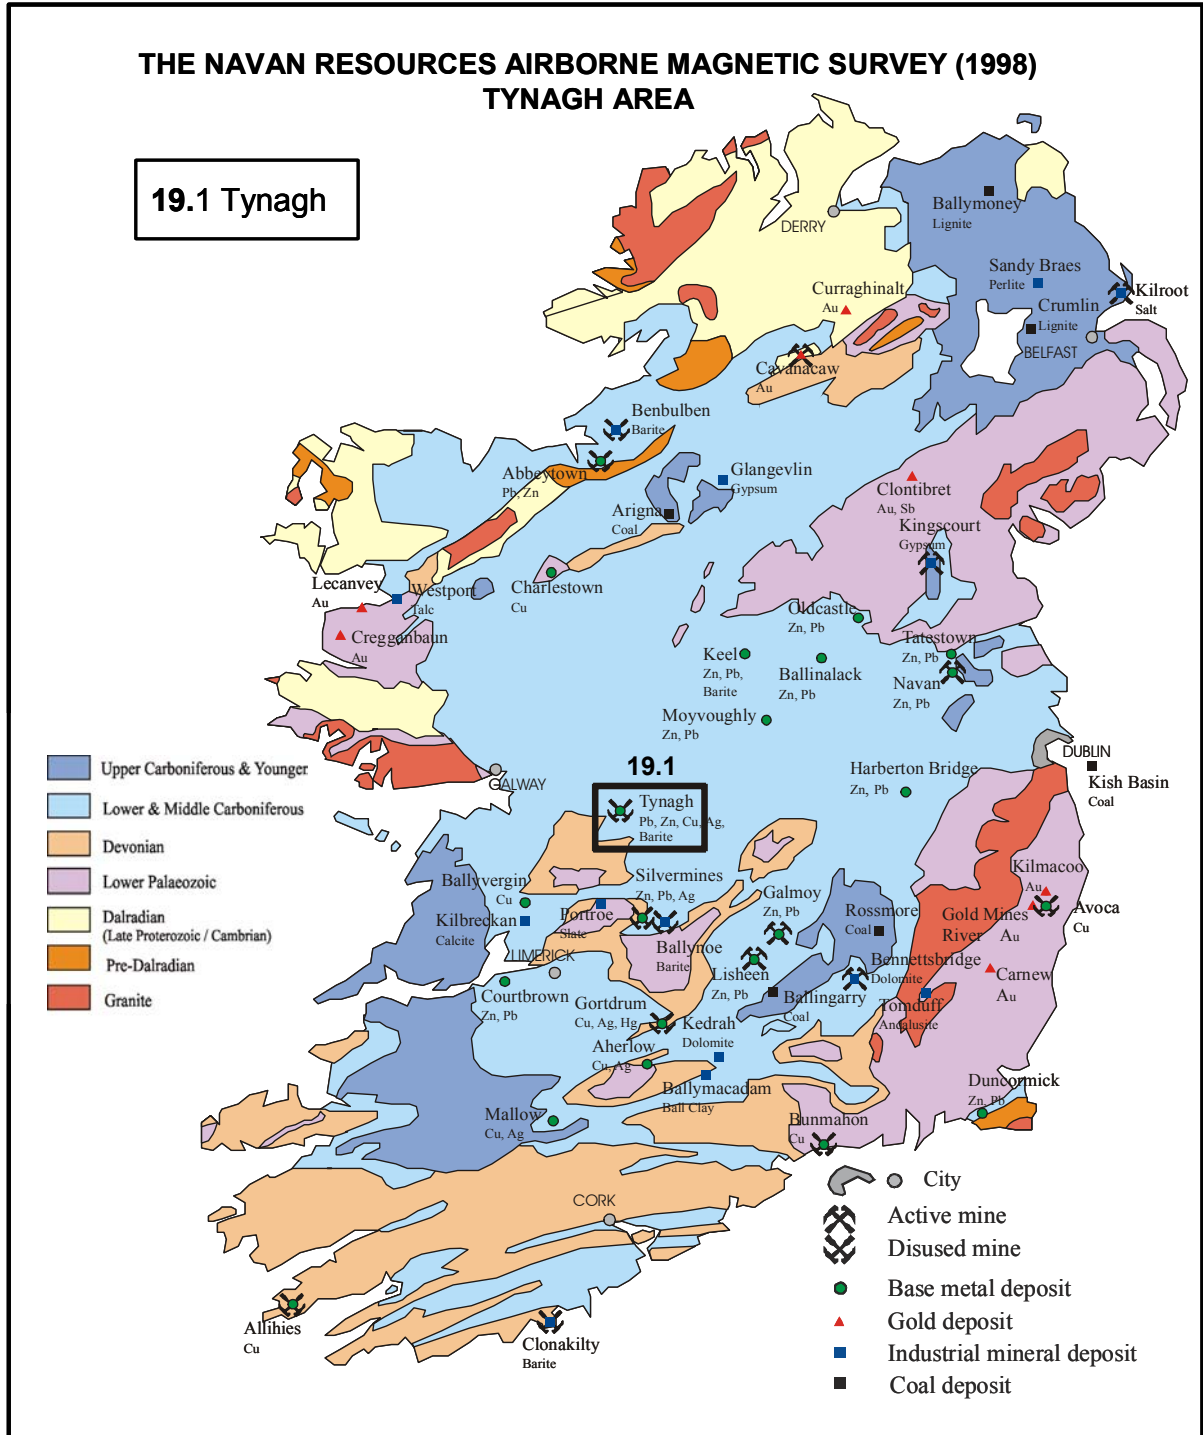 THE NAVAN RESOURCES AIRBORNE MAGNETIC SURVEY (1998)
TYNAGH AREA
19.1 Tynagh
DERRY
Ballymoney
Lignite
Sandy Braes
Perlite
Kilroot
Salt
Crumlin
Lignite
BELFAST
Curraghinalt
Au
Cavanacaw
Au
Benbulben
Barite
Abbeytown
Pb, Zn
Glangevlin
Gypsum
Arigna
Coal
Clontibret
Au, Sb
Kingscourt
Gypsum
Lecanvey
Au
Westport
Talc
Charlestown
Cu
Cregganbaun
Au
Oldcastle
Zn, Pb
Tatestown
Zn, Pb
Keel
Zn, Pb,
Barite
Ballinalack
Zn, Pb
Navan
Zn, Pb
Moyvoughly
Zn, Pb
DUBLIN
Kish Basin
Coal
GALWAY
19.1
Tynagh
Pb, Zn, Cu, Ag,
Barite
Harberton Bridge
Zn, Pb
Upper Carboniferous & Younger
Lower & Middle Carboniferous
Devonian
Lower Palaeozoic
Dalradian
(Late Proterozoic / Cambrian)
Pre-Dalradian
Granite
Ballyvergin
Cu
Kilbreckan
Calcite
Portroe
Slate
Silvermines
Zn, Pb, Ag
Ballynoe
Barite
Galmoy
Zn, Pb
Lisheen
Zn, Pb
Rossmore
Coal
Kilmacoo
Au
Gold Mines
River
Au
Avoca
Cu
Bennettsbridge
Dolomite
Carnew
Au
Ballingarry
Coal
Tomduff
Andalusite
LIMERICK
Courtbrown
Zn, Pb
Gortdrum
Cu, Ag, Hg
Kedrah
Dolomite
Aherlow
Cu, Ag
Ballymacadam
Ball Clay
Mallow
Cu, Ag
Duncormick
Zn, Pb
Bunmahon
Cu
CORK
Allihies
Cu
Clonakilty
Barite
City
Active mine
Disused mine
Base metal deposit
Gold deposit
Industrial mineral deposit
Coal deposit